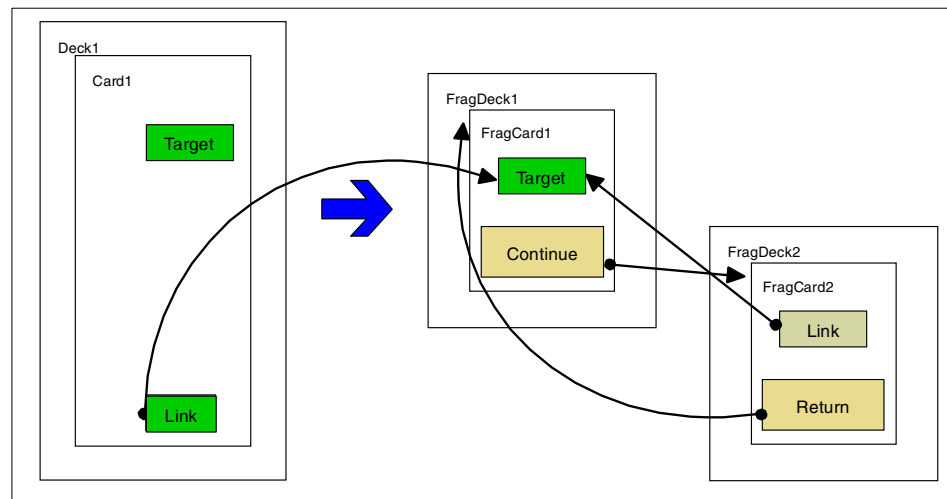 Deck1
Card1
Target
Link
FragDeck1
FragCard1
Target
Continue
FragDeck2
FragCard2
Link
Return